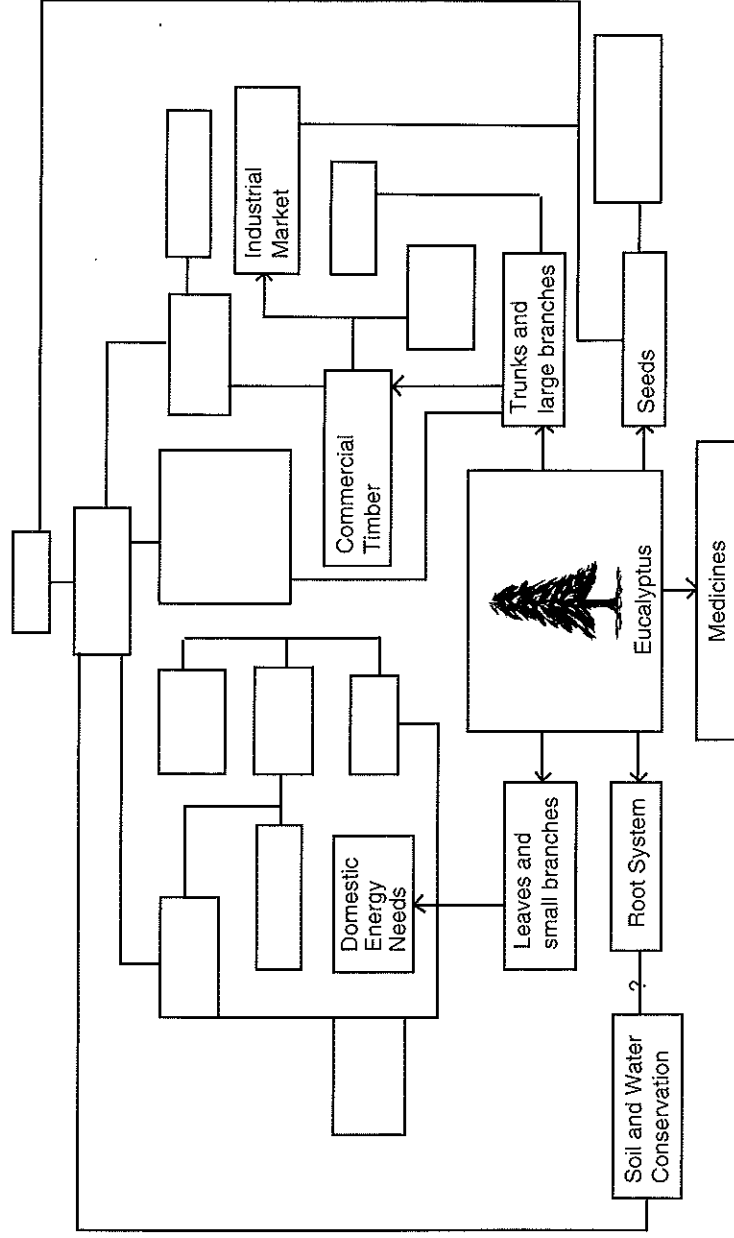 Industrial
Market
Commercial
Timber
Trunks and
large branches
Seeds
Domestic
Energy
Needs
Leaves and
small branches
Eucalyptus
Root System
?
Soil and Water
Conservation
Medicines